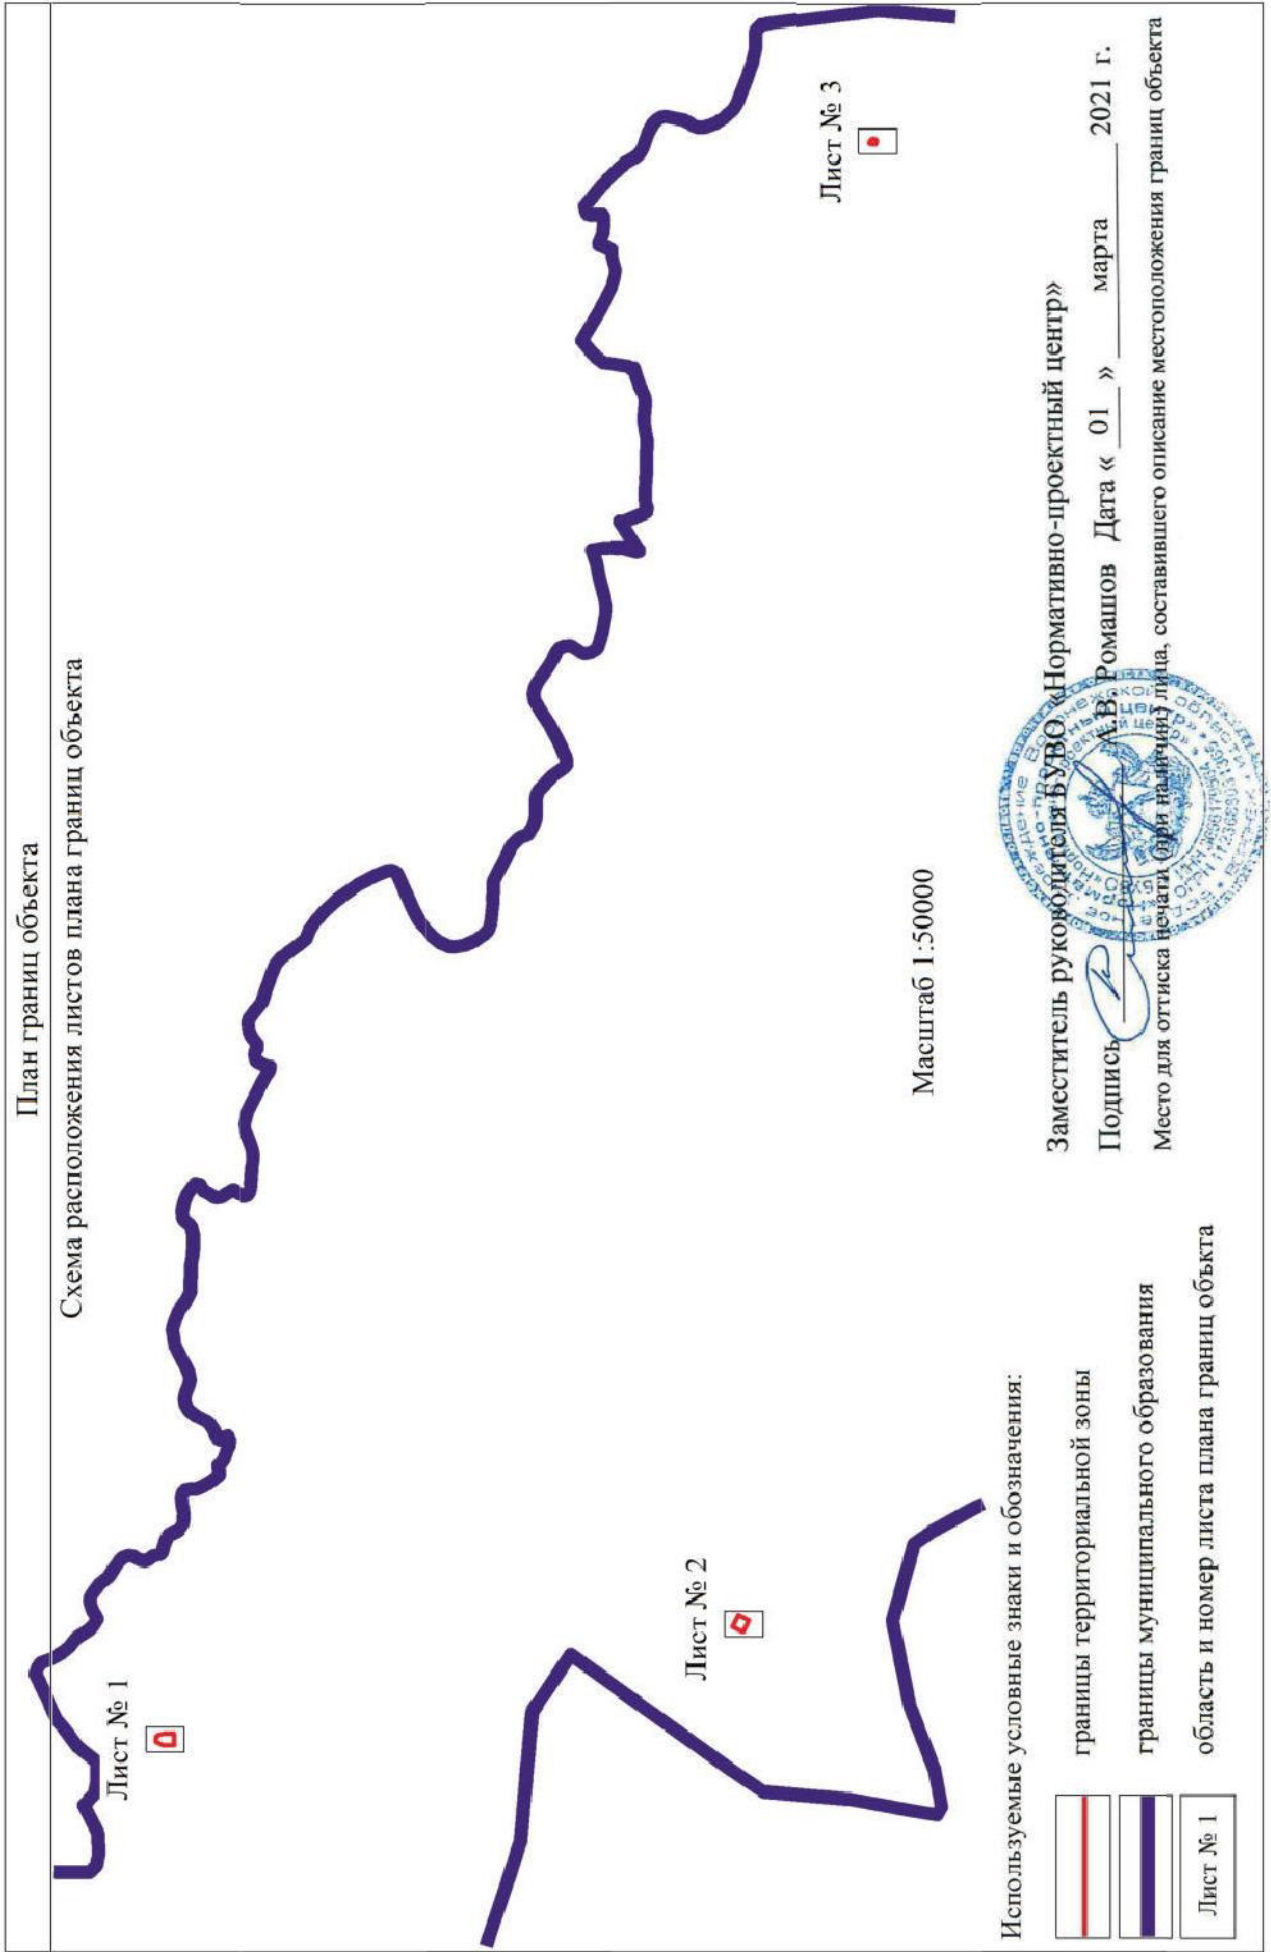 План границ объекта
Схема расположения листов плана границ объекта
Лист № 1
Лист № 2
Лист № 3
Масштаб 1:50000
Используемые условные знаки и обозначения:
границы территориальной зоны
границы муниципального образования
Лист № 1 область и номер листа плана границ объкта
Заместитель руководителя БУВО «Нормативно-проектный центр»
Подпись А.В. Ромашов Дата « 01 » марта 2021 г.
Место для оттиска печати (при наличии) лица, составившего описание местоположения границ объекта